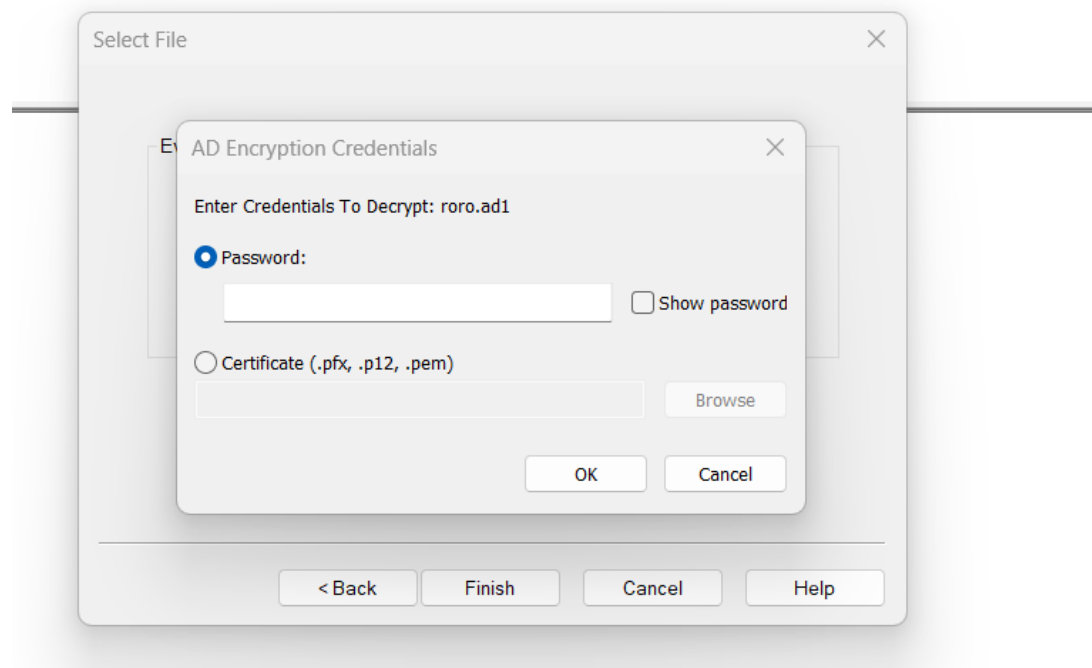 Select File
AD Encryption Credentials
Enter Credentials To Decrypt: roro.ad1
Password:
Show password
Certificate (.pfx, .p12, .pem)
Browse
OK Cancel
< Back Finish Cancel Help